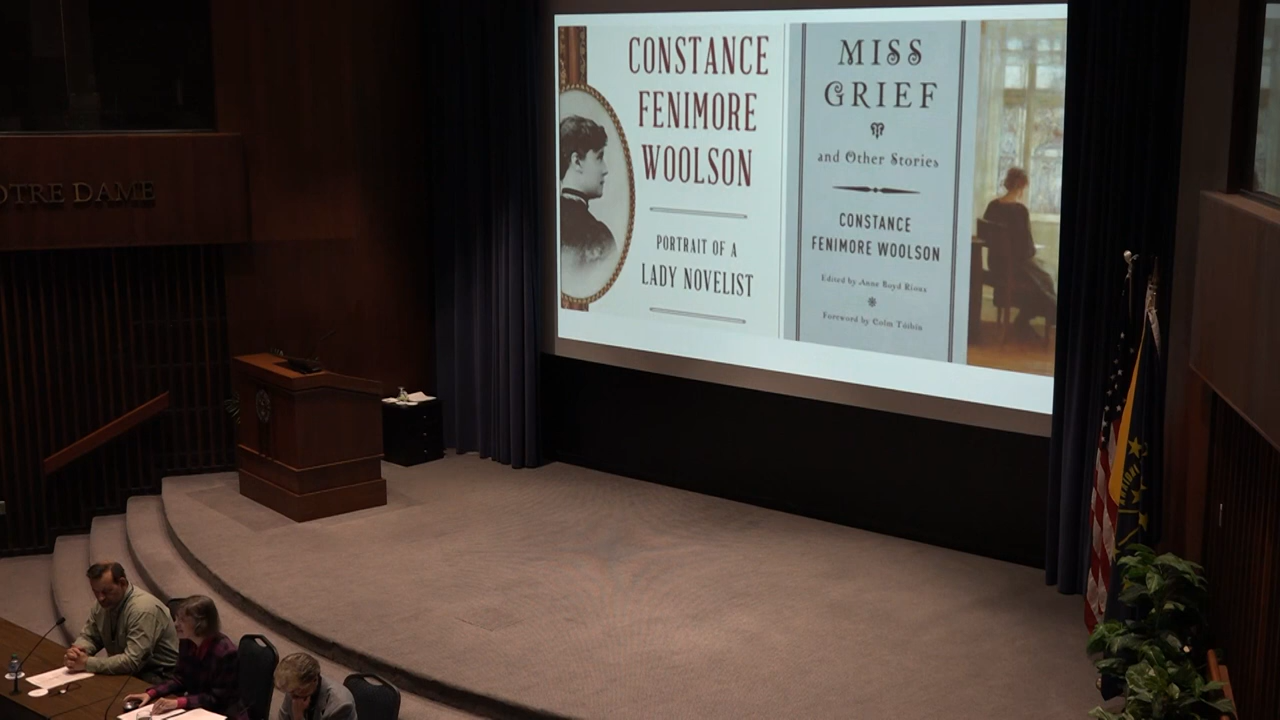 OTRE DAME
CONSTANCE
FENIMORE
WOOLSON
PORTRAIT OF A
LADY NOVELIST
MISS
GRIEF
and Other Stories
CONSTANCE
FENIMORE WOOLSON
Edited by Anne Boyd Rioux
Foreword by Colm Tóibín